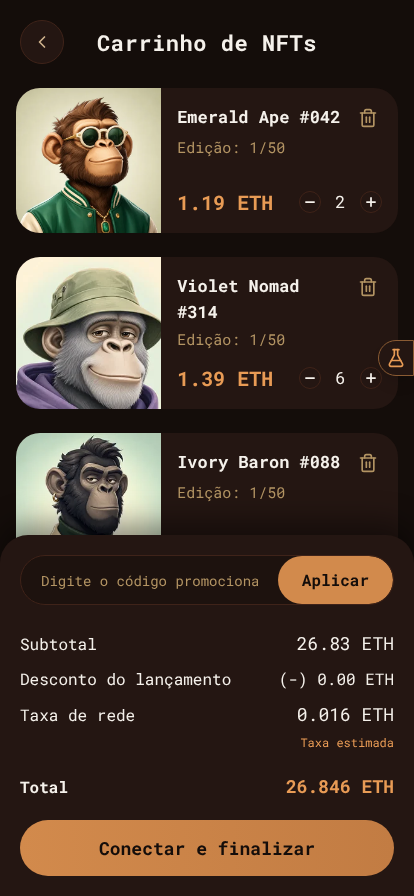 Carrinho de NFTs
Emerald Ape #042
Edição: 1/50
1.19 ETH
2
Violet Nomad
#314
Edição: 1/50
1.39 ETH
6
Ivory Baron #088
Edição: 1/50
Digite o código promociona
Aplicar
Subtotal
26.83 ETH
Desconto do lançamento
(-) 0.00 ETH
Taxa de rede
0.016 ETH
Taxa estimada
Total
26.846 ETH
Conectar e finalizar